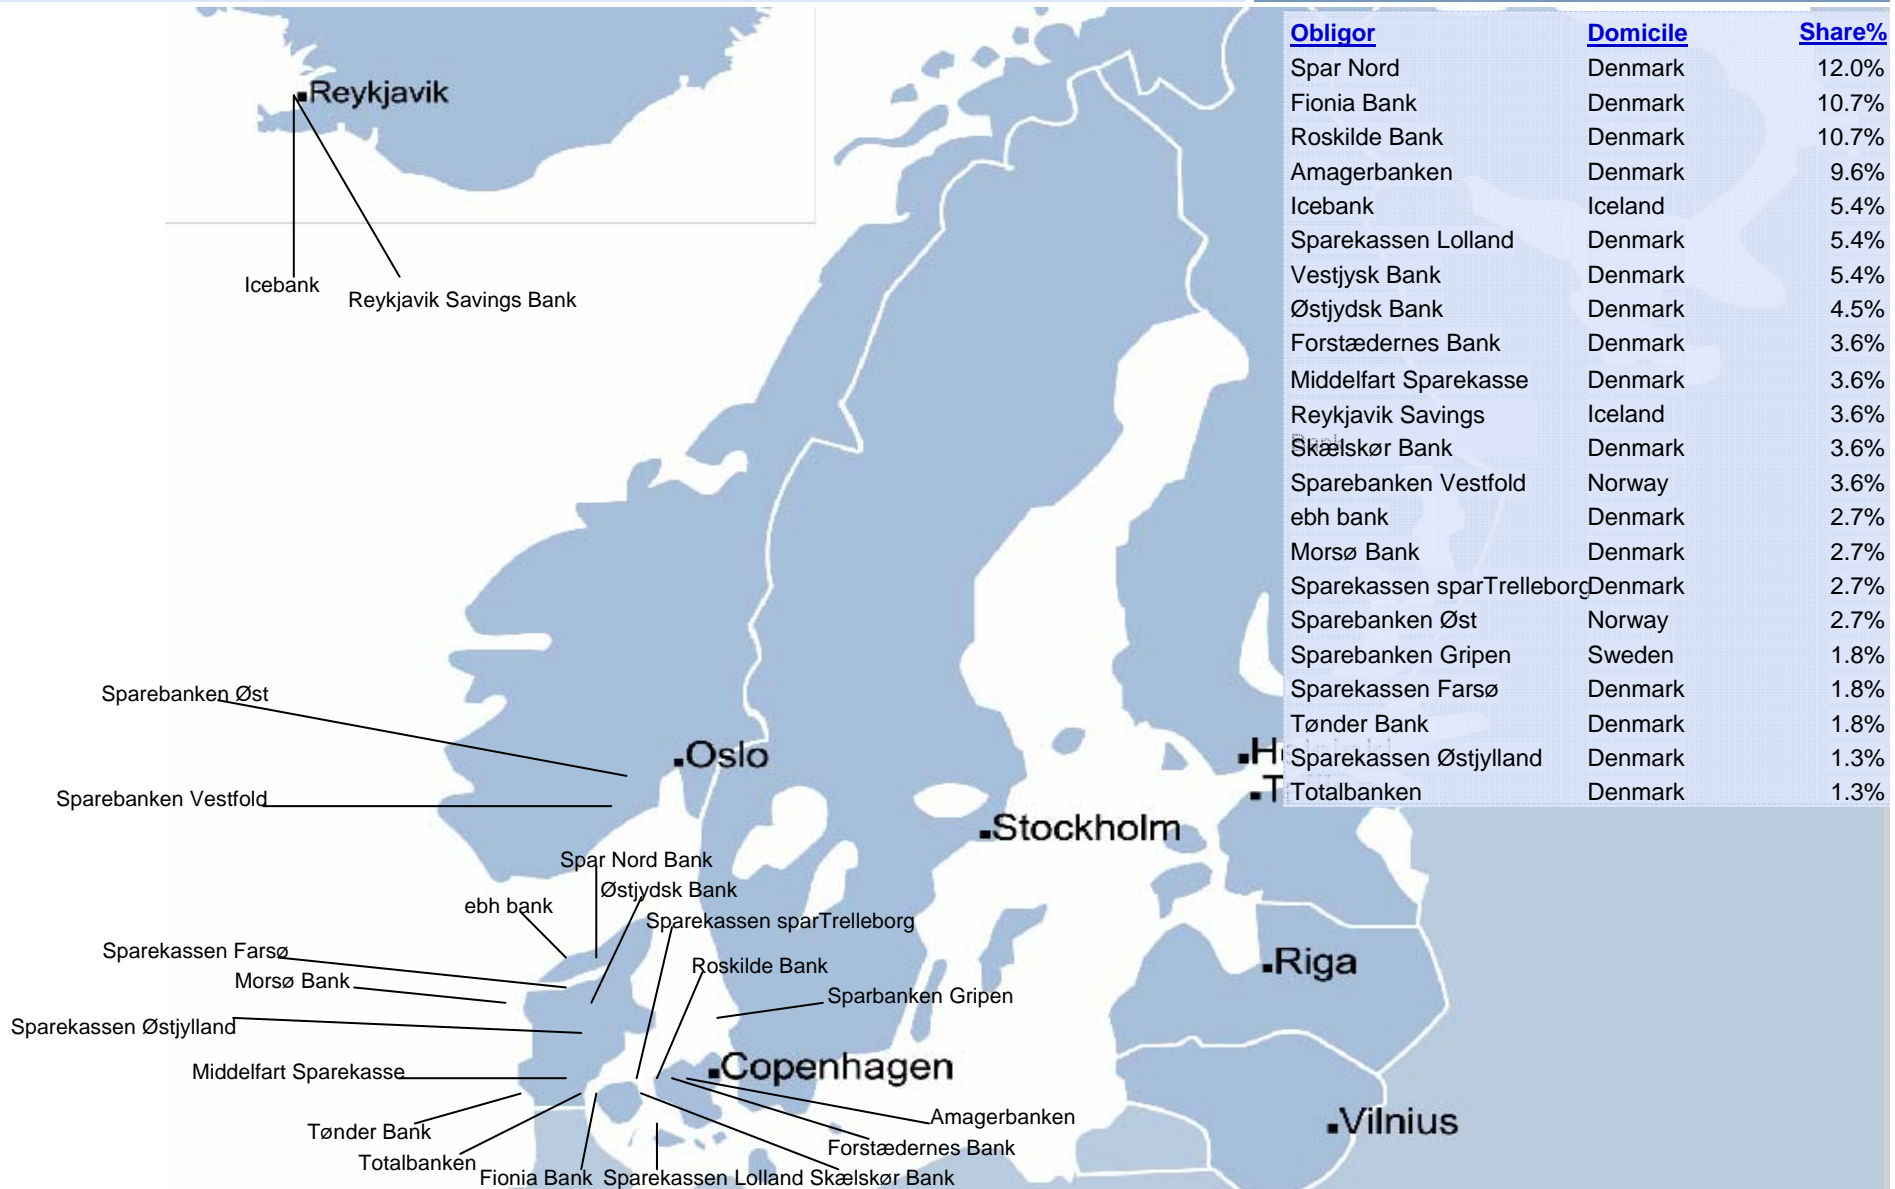 Obligor Domicile Share%
Spar Nord Denmark 12.0%
Fionia Bank Denmark 10.7%
Roskilde Bank Denmark 10.7%
Amagerbanken Denmark 9.6%
Icebank Iceland 5.4%
Sparekassen Lolland Denmark 5.4%
Vestjysk Bank Denmark 5.4%
Østjydsk Bank Denmark 4.5%
Forstædernes Bank Denmark 3.6%
Middelfart Sparekasse Denmark 3.6%
Reykjavik Savings Iceland 3.6%
Bank
Skælskør Bank Denmark 3.6%
Sparebanken Vestfold Norway 3.6%
ebh bank Denmark 2.7%
Morsø Bank Denmark 2.7%
Sparekassen sparTrelleborg Denmark 2.7%
Sparebanken Øst Norway 2.7%
Sparebanken Gripen Sweden 1.8%
Sparekassen Farsø Denmark 1.8%
Tønder Bank Denmark 1.8%
Sparekassen Østjylland Denmark 1.3%
Totalbanken Denmark 1.3%
Reykjavik
Icebank
Reykjavik Savings Bank
Sparebanken Øst
Oslo
Sparebanken Vestfold
Stockholm
Spar Nord Bank
Østjydsk Bank
ebh bank
Sparekassen sparTrelleborg
Sparekassen Farsø
Roskilde Bank
Riga
Morsø Bank
Sparbanken Gripen
Sparekassen Østjylland
Middelfart Sparekasse
Copenhagen
Amagerbanken
Vilnius
Tønder Bank
Forstædernes Bank
Totalbanken
Fionia Bank
Sparekassen Lolland
Skælskør Bank